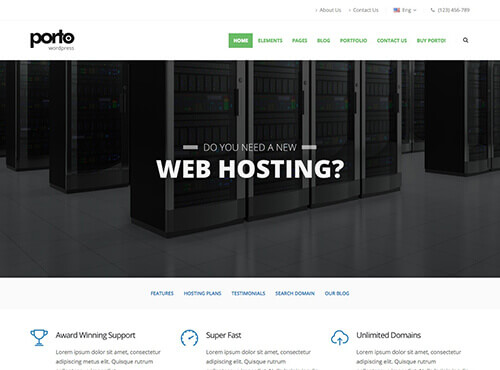 About Us Contact Us Eng (123) 456-789
porto
wordpress
HOME ELEMENTS PAGES BLOG PORTFOLIO CONTACT US BUY PORTO!
DO YOU NEED A NEW
WEB HOSTING?
FEATURES HOSTING PLANS TESTIMONIALS SEARCH DOMAIN OUR BLOG
Award Winning Support Super Fast Unlimited Domains
Lorem ipsum dolor sit amet, consectetur Lorem ipsum dolor sit amet, consectetur Lorem ipsum dolor sit amet, consectetur
adipiscing metus elit. Quisque rutrum adipiscing elit. Quisque rutrum adipiscing elit. Quisque rutrum